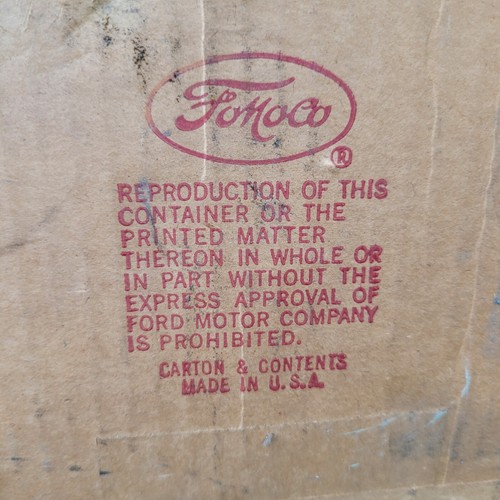 FoMoCo
®
REPRODUCTION OF THIS
CONTAINER OR THE
PRINTED MATTER
THEREON IN WHOLE OR
IN PART WITHOUT THE
EXPRESS APPROVAL OF
FORD MOTOR COMPANY
IS PROHIBITED.
CARTON & CONTENTS
MADE IN U.S.A.